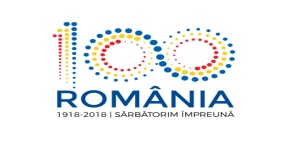 100
ROMÂNIA
1918-2018 | SĂRBĂTORIM ÎMPREUNĂ